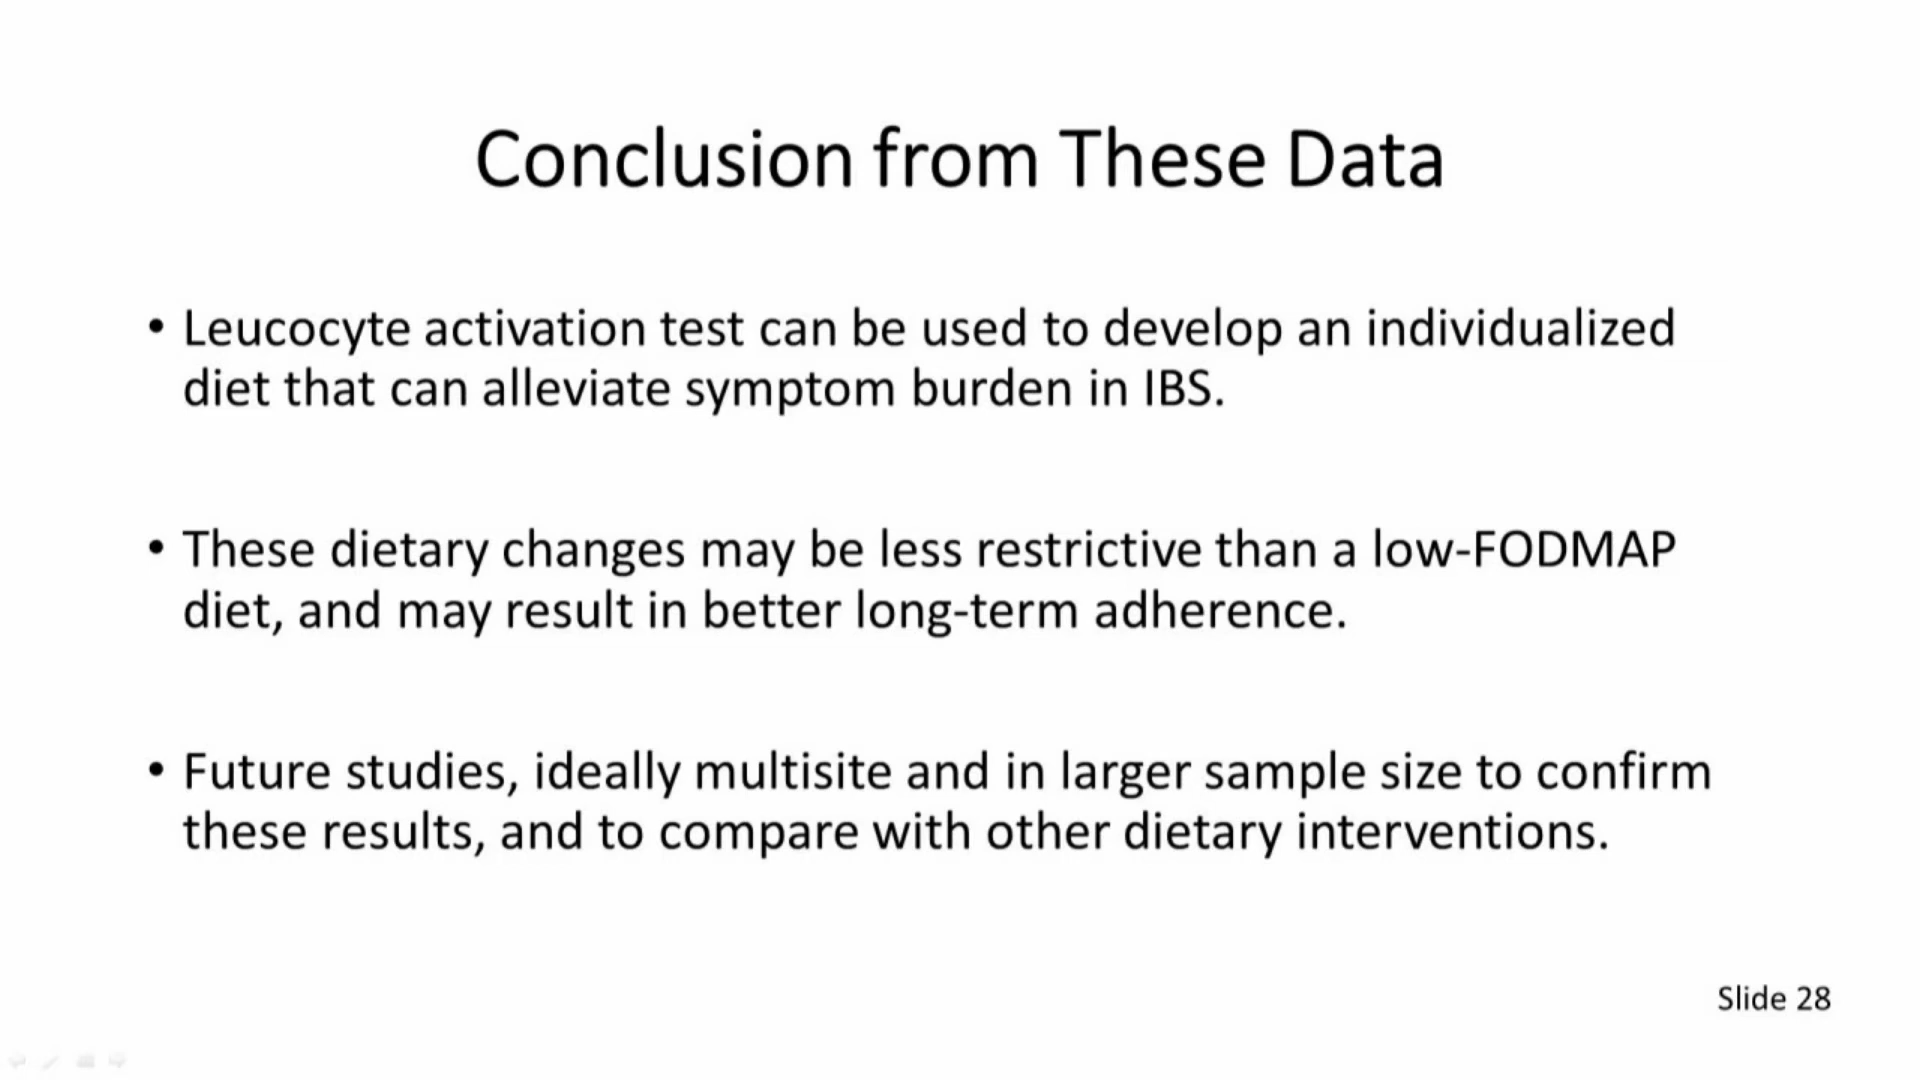 Conclusion from These Data
• Leucocyte activation test can be used to develop an individualized
diet that can alleviate symptom burden in IBS.
• These dietary changes may be less restrictive than a low-FODMAP
diet, and may result in better long-term adherence.
• Future studies, ideally multisite and in larger sample size to confirm
these results, and to compare with other dietary interventions.
Slide 28